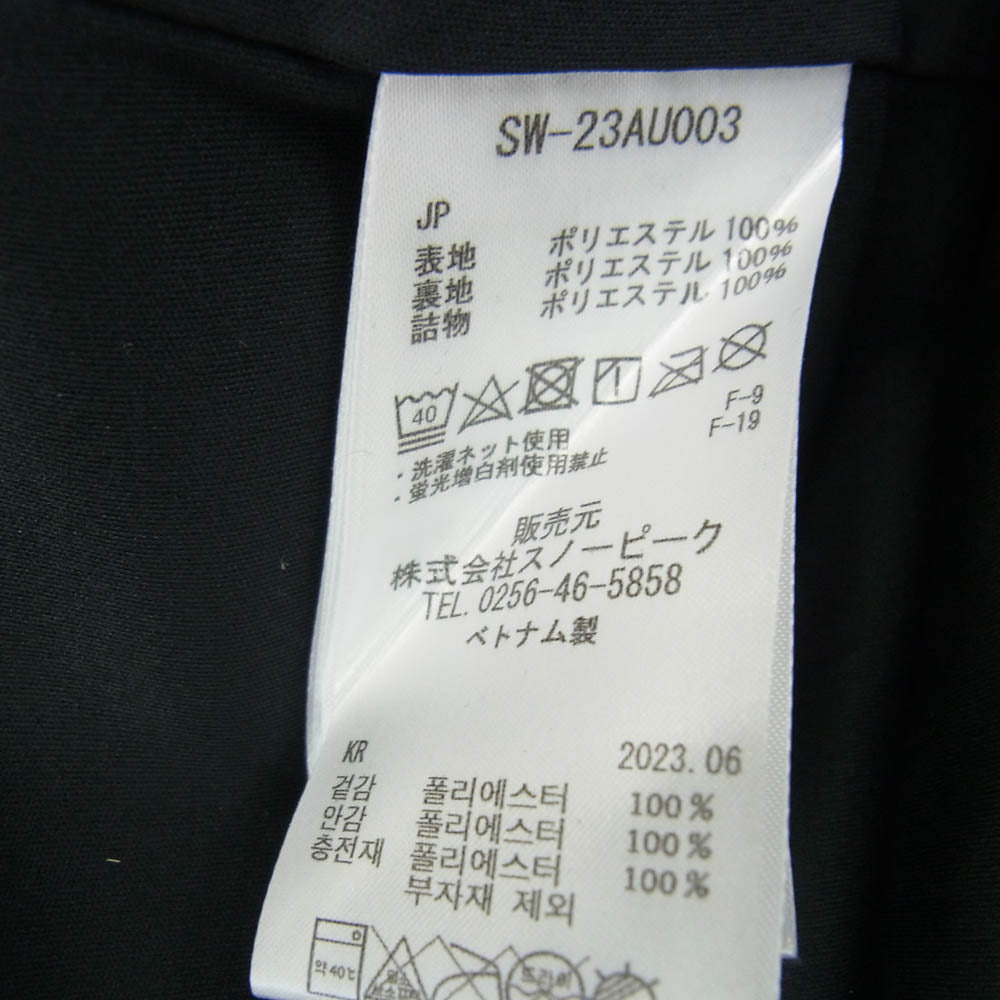 SW-23AU003
JP
表地 ポリエステル 100%
裏地 ポリエステル 100%
詰物 ポリエステル 100%
40
F-9
F-19
・洗濯ネット使用
・蛍光増白剤使用禁止
販売元
株式会社スノーピーク
TEL. 0256-46-5858
ベトナム製
KR 2023.06
겉감 폴리에스터 100%
안감 폴리에스터 100%
충전재 폴리에스터 100%
부자재 제외
약 40℃
드라이